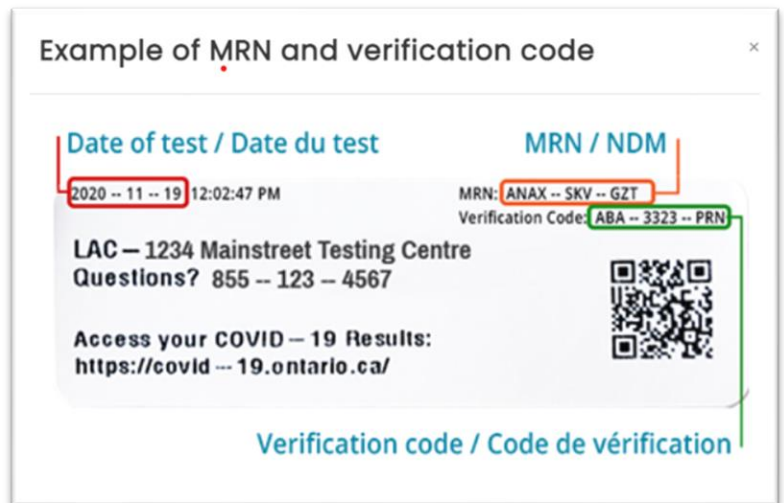 Example of MRN and verification code
×
Date of test / Date du test
MRN / NDM
2020 -- 11 -- 19 12:02:47 PM
MRN: ANAX -- SKV -- GZT
Verification Code: ABA -- 3323 -- PRN
LAC — 1234 Mainstreet Testing Centre
Questions? 855 -- 123 -- 4567
Access your COVID – 19 Results:
https://covid --- 19.ontario.ca/
Verification code / Code de vérification